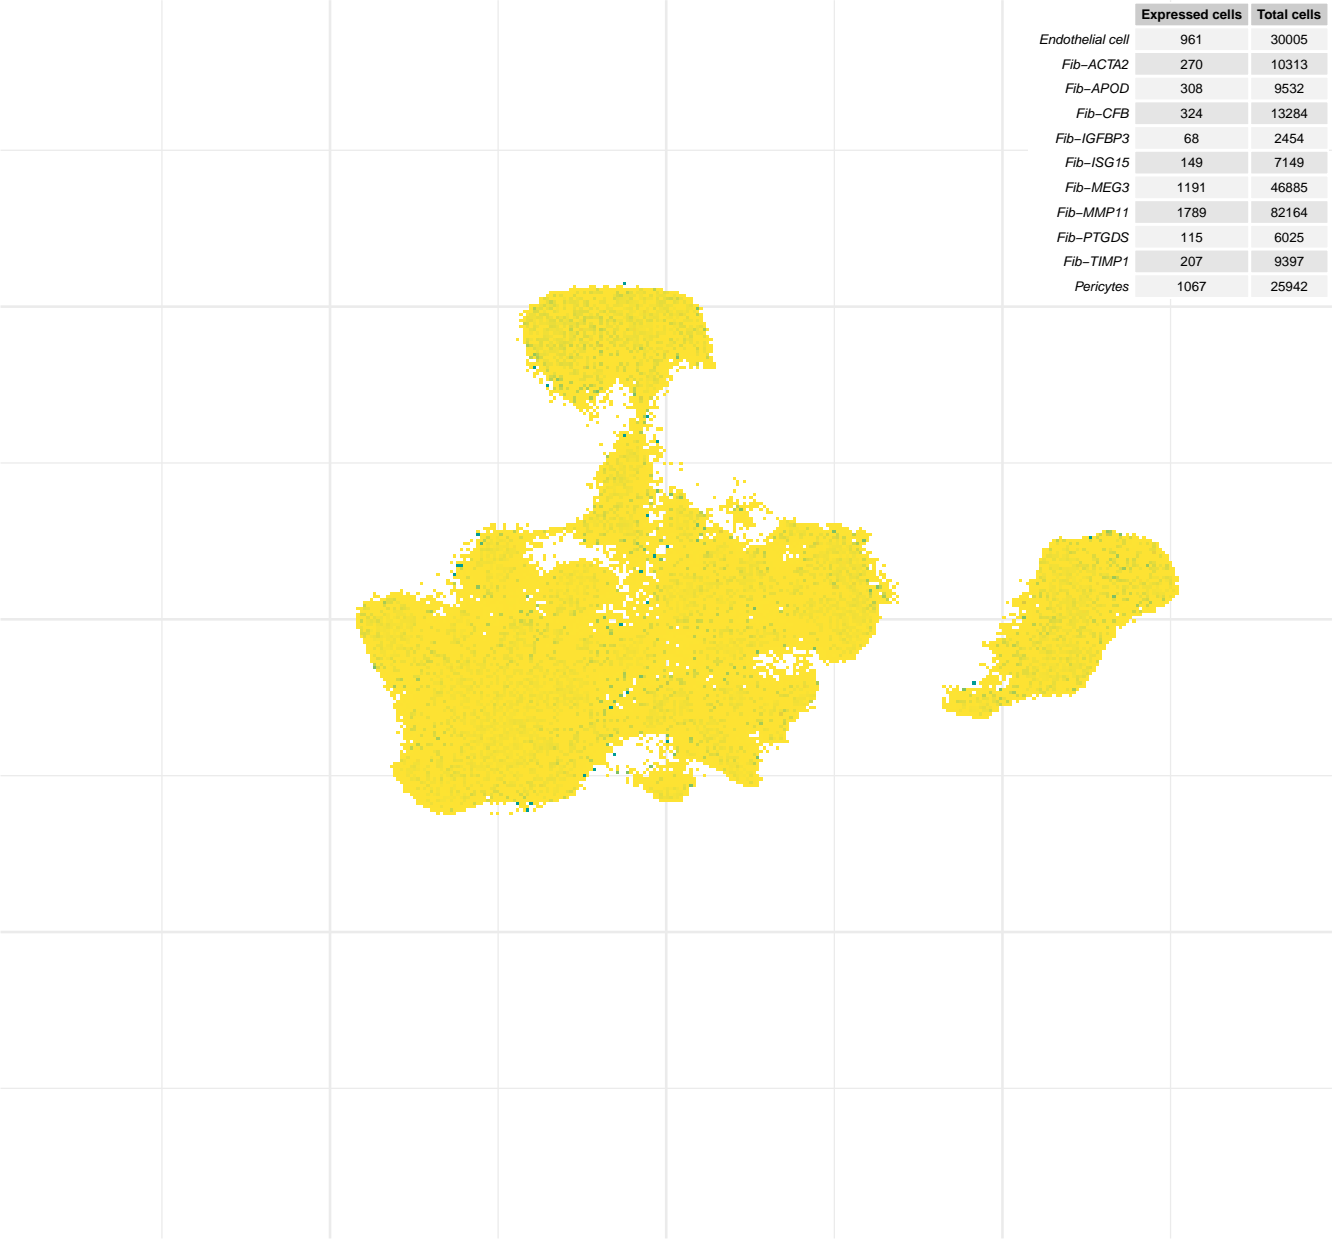 Expressed cells Total cells
Endothelial cell 961 30005
Fib−ACTA2 270 10313
Fib−APOD 308 9532
Fib−CFB 324 13284
Fib−IGFBP3 68 2454
Fib−ISG15 149 7149
Fib−MEG3 1191 46885
Fib−MMP11 1789 82164
Fib−PTGDS 115 6025
Fib−TIMP1 207 9397
Pericytes 1067 25942